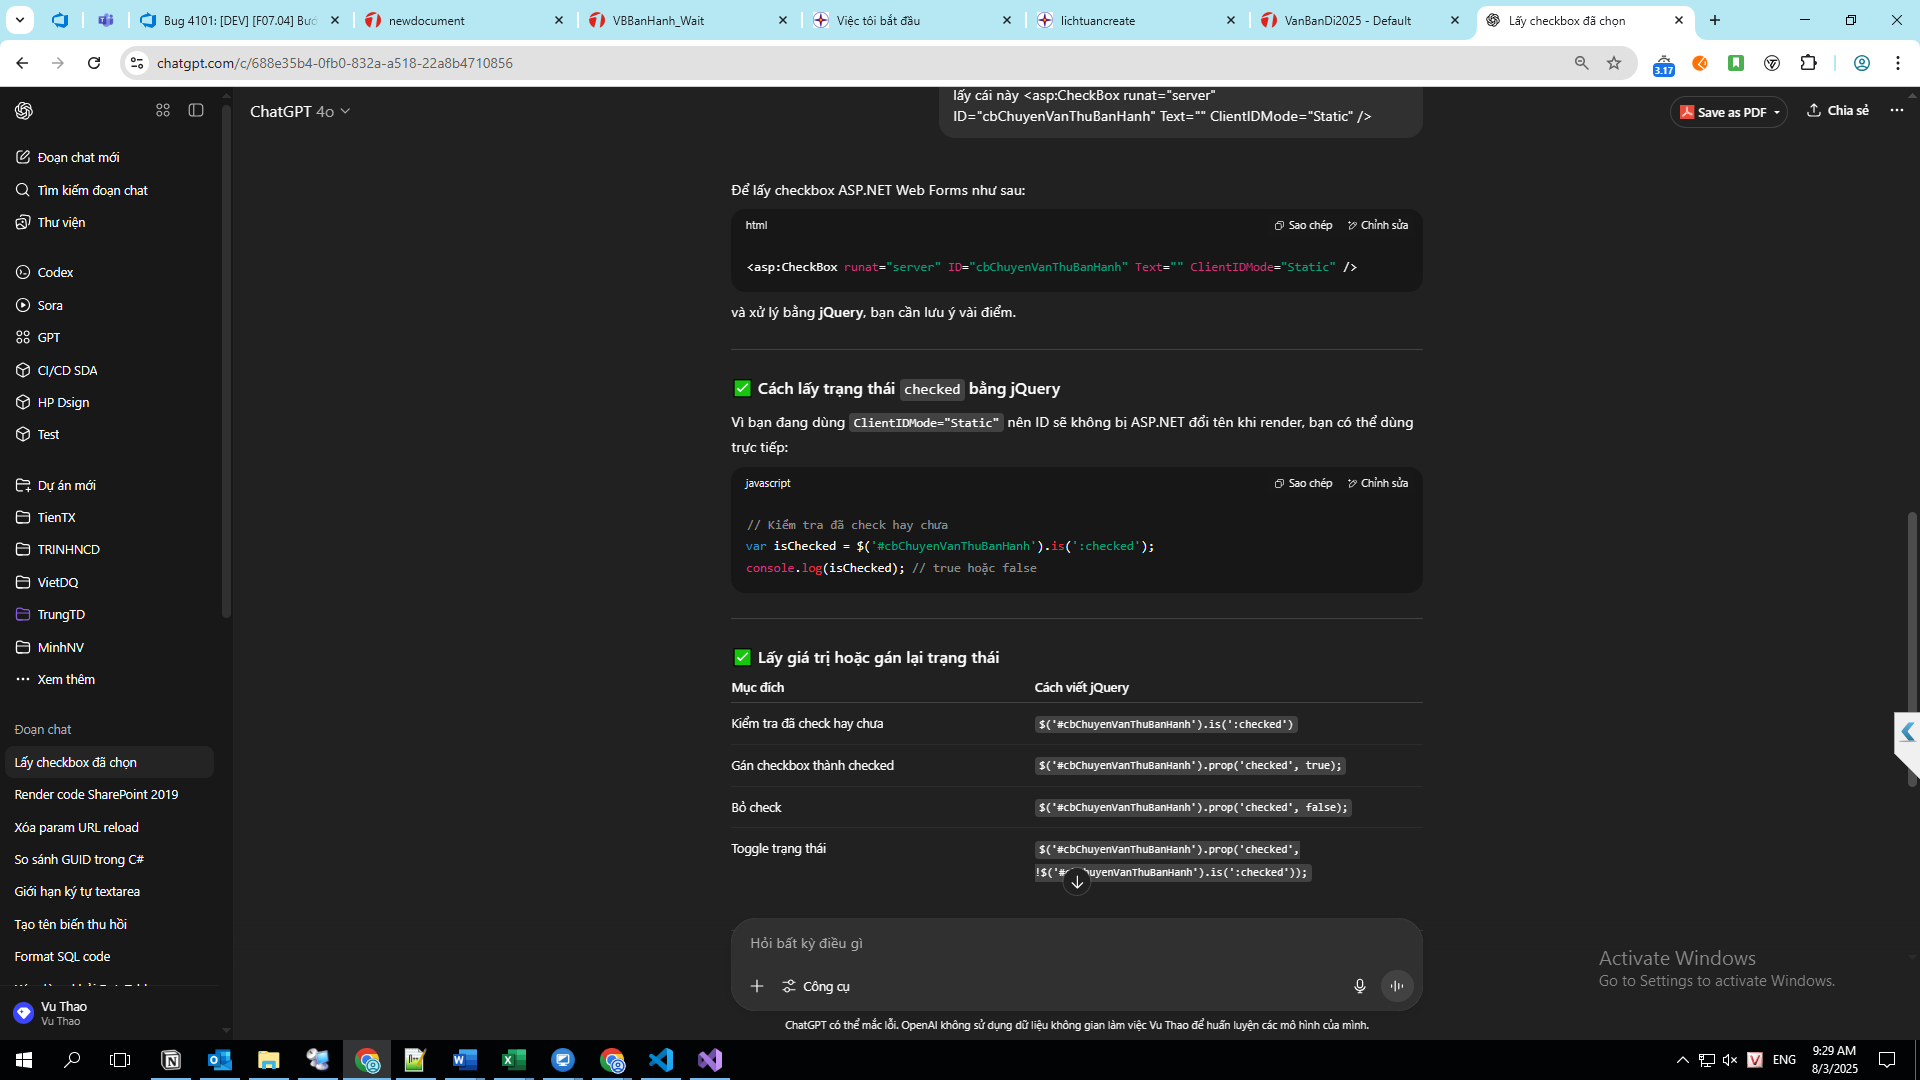 Bug 4101: [DEV] [F07.04] Bướ
newdocument
VBBanHanh_Wait
Việc tôi bắt đầu
lichtuancreate
VanBanDi2025 - Default
Lấy checkbox đã chọn
chatgpt.com/c/688e35b4-0fb0-832a-a518-22a8b4710856
3.17
ChatGPT 4o
Save as PDF
Chia sẻ
Đoạn chat mới
Tìm kiếm đoạn chat
Thư viện
Codex
Sora
GPT
CI/CD SDA
HP Dsign
Test
Dự án mới
TienTX
TRINHNCD
VietDQ
TrungTD
MinhNV
Xem thêm
Đoạn chat
Lấy checkbox đã chọn
Render code SharePoint 2019
Xóa param URL reload
So sánh GUID trong C#
Giới hạn ký tự textarea
Tạo tên biến thu hồi
Format SQL code
Vu Thao
Vu Thao
lấy cái này <asp:CheckBox runat="server"
ID="cbChuyenVanThuBanHanh" Text="" ClientIDMode="Static" />
Để lấy checkbox ASP.NET Web Forms như sau:
html
Sao chép
Chỉnh sửa
<asp:CheckBox runat="server" ID="cbChuyenVanThuBanHanh" Text="" ClientIDMode="Static" />
và xử lý bằng jQuery, bạn cần lưu ý vài điểm.
✅ Cách lấy trạng thái checked bằng jQuery
Vì bạn đang dùng ClientIDMode="Static" nên ID sẽ không bị ASP.NET đổi tên khi render, bạn có thể dùng
trực tiếp:
javascript
Sao chép
Chỉnh sửa
// Kiểm tra đã check hay chưa
var isChecked = $('#cbChuyenVanThuBanHanh').is(':checked');
console.log(isChecked); // true hoặc false
✅ Lấy giá trị hoặc gán lại trạng thái
Mục đích
Cách viết jQuery
Kiểm tra đã check hay chưa
$('#cbChuyenVanThuBanHanh').is(':checked')
Gán checkbox thành checked
$('#cbChuyenVanThuBanHanh').prop('checked', true);
Bỏ check
$('#cbChuyenVanThuBanHanh').prop('checked', false);
Toggle trạng thái
$('#cbChuyenVanThuBanHanh').prop('checked',
!$('#cbChuyenVanThuBanHanh').is(':checked'));
Hỏi bất kỳ điều gì
Công cụ
ChatGPT có thể mắc lỗi. OpenAI không sử dụng dữ liệu không gian làm việc Vu Thao để huấn luyện các mô hình của mình.
Activate Windows
Go to Settings to activate Windows.
ENG
9:29 AM
8/3/2025